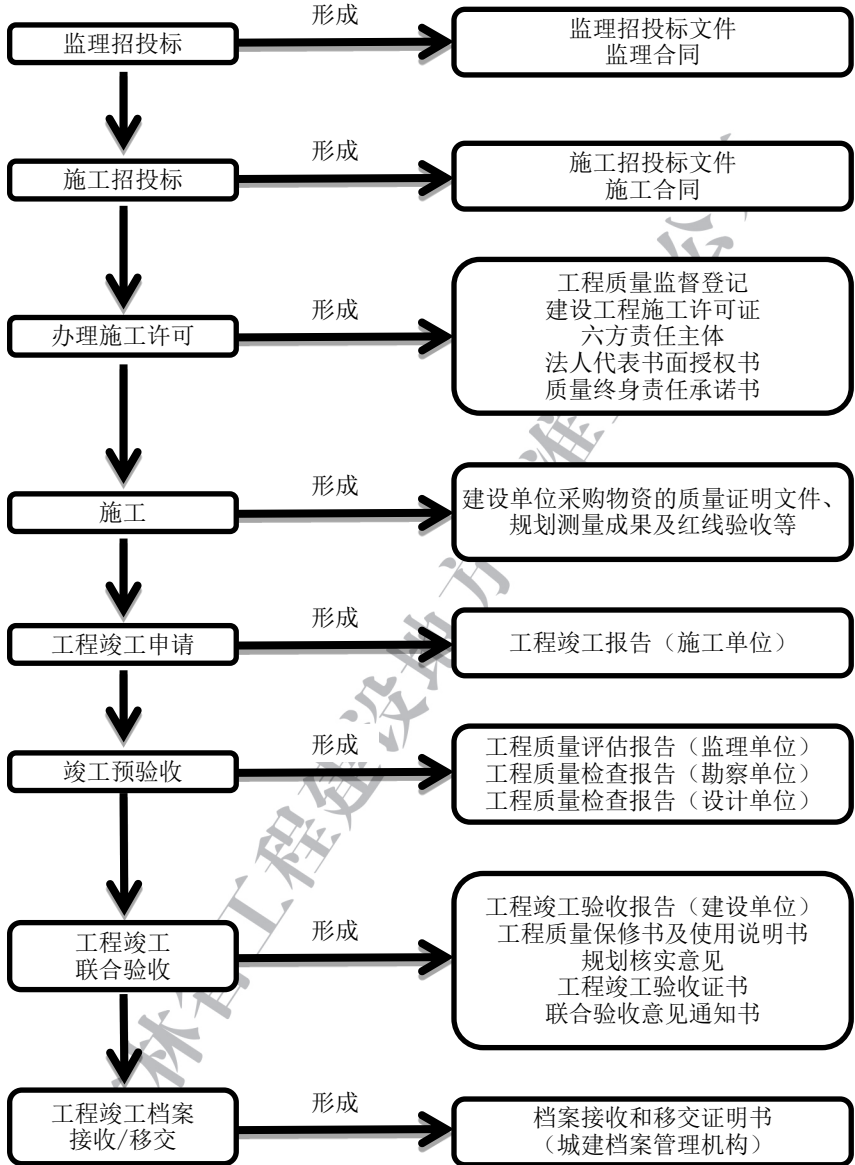 监理招投标
形成
监理招投标文件
监理合同
施工招投标
形成
施工招投标文件
施工合同
办理施工许可
形成
工程质量监督登记
建设工程施工许可证
六方责任主体
法人代表书面授权书
质量终身责任承诺书
施工
形成
建设单位采购物资的质量证明文件、
规划测量成果及红线验收等
工程竣工申请
形成
工程竣工报告（施工单位）
竣工预验收
形成
工程质量评估报告（监理单位）
工程质量检查报告（勘察单位）
工程质量检查报告（设计单位）
工程竣工
联合验收
形成
工程竣工验收报告（建设单位）
工程质量保修书及使用说明书
规划核实意见
工程竣工验收证书
联合验收意见通知书
工程竣工档案
接收/移交
形成
档案接收和移交证明书
（城建档案管理机构）